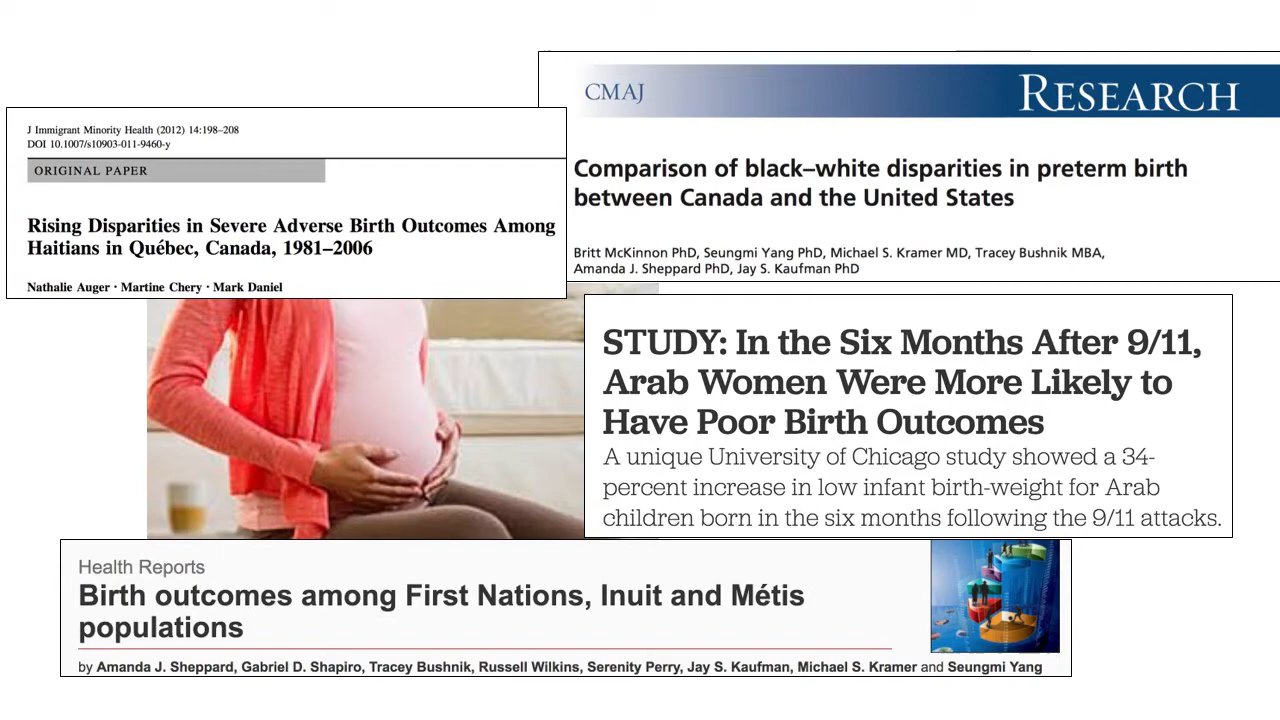 CMAJ
RESEARCH
Comparison of black–white disparities in preterm birth
between Canada and the United States
Britt McKinnon PhD, Seungmi Yang PhD, Michael S. Kramer MD, Tracey Bushnik MBA,
Amanda J. Sheppard PhD, Jay S. Kaufman PhD
J Immigrant Minority Health (2012) 14:198–208
DOI 10.1007/s10903-011-9460-y
ORIGINAL PAPER
Rising Disparities in Severe Adverse Birth Outcomes Among
Haitians in Québec, Canada, 1981–2006
Nathalie Auger · Martine Chery · Mark Daniel
STUDY: In the Six Months After 9/11,
Arab Women Were More Likely to
Have Poor Birth Outcomes
A unique University of Chicago study showed a 34-
percent increase in low infant birth-weight for Arab
children born in the six months following the 9/11 attacks.
Health Reports
Birth outcomes among First Nations, Inuit and Métis
populations
by Amanda J. Sheppard, Gabriel D. Shapiro, Tracey Bushnik, Russell Wilkins, Serenity Perry, Jay S. Kaufman, Michael S. Kramer and Seungmi Yang